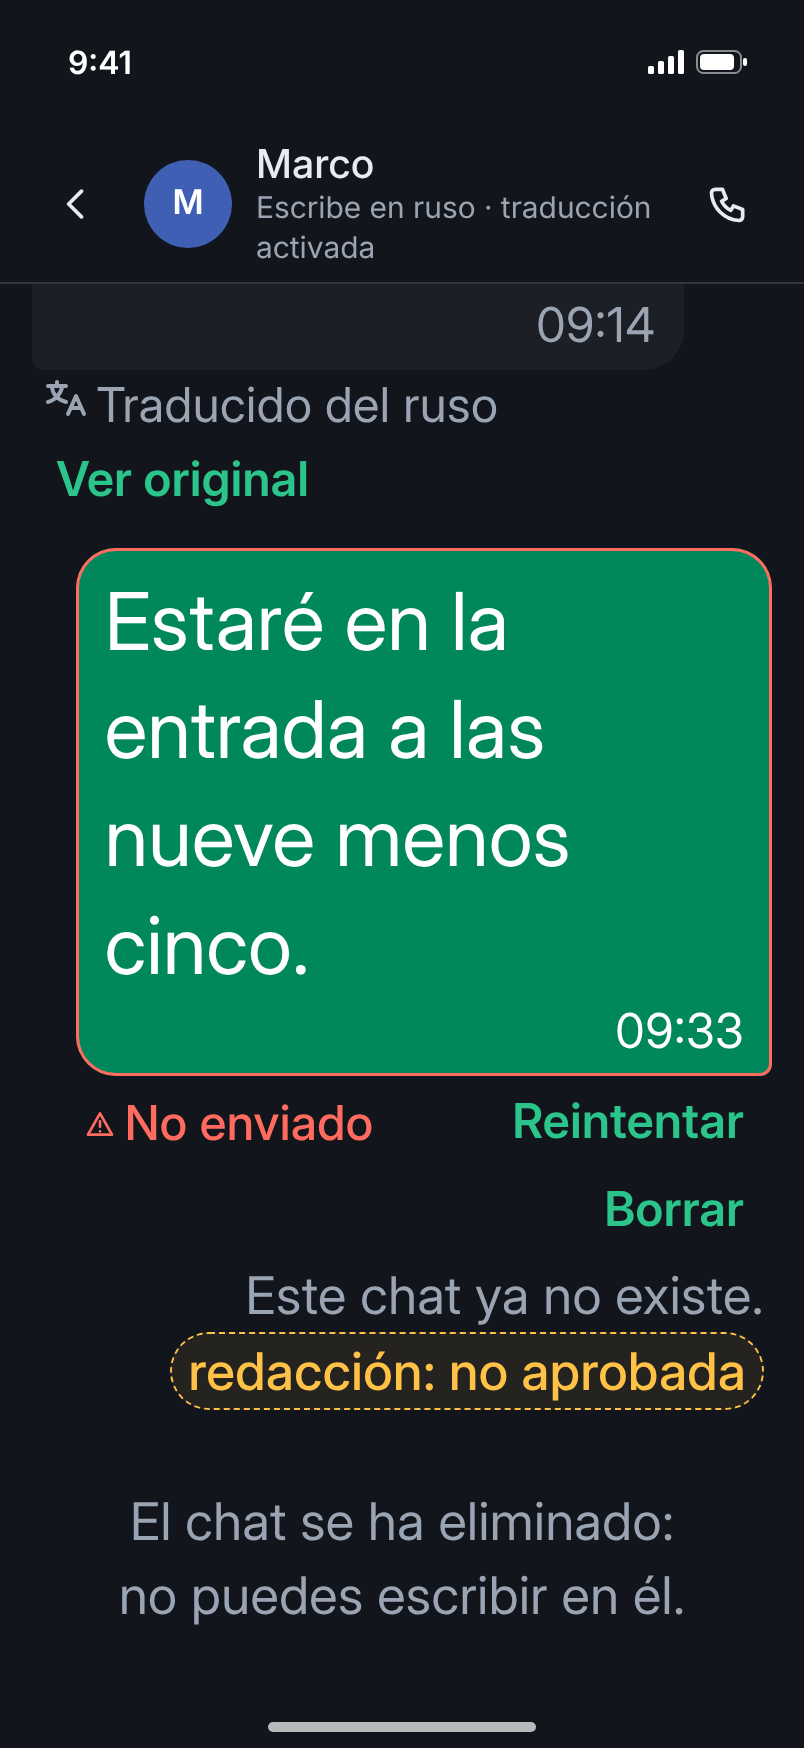 9:41
M
Marco
Escribe en ruso · traducción
activada
09:14
Traducido del ruso
Ver original
Estaré en la
entrada a las
nueve menos
cinco.
09:33
No enviado
Reintentar
Borrar
Este chat ya no existe.
redacción: no aprobada
El chat se ha eliminado:
no puedes escribir en él.